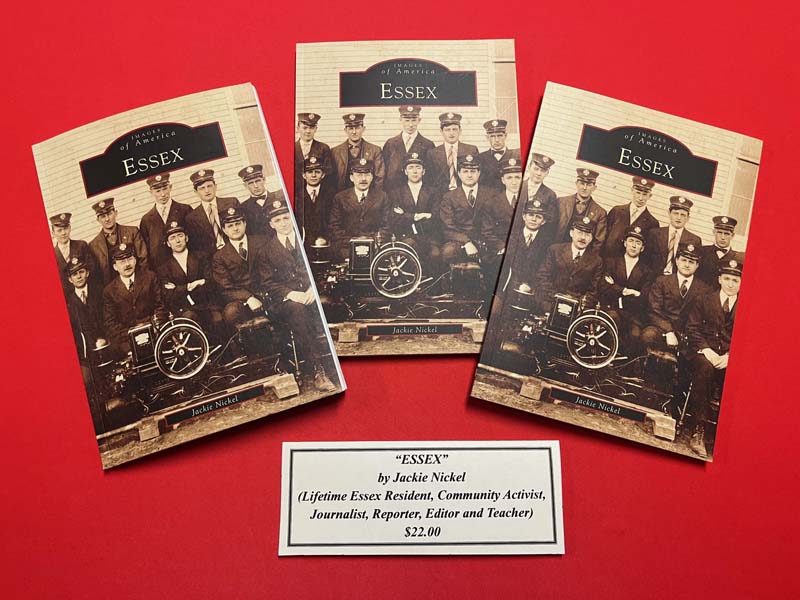 IMAGES
of America
ESSEX
Jackie Nickel
IMAGES
of America
ESSEX
Jackie Nickel
IMAGES
of America
ESSEX
Jackie Nickel
“ESSEX”
by Jackie Nickel
(Lifetime Essex Resident, Community Activist,
Journalist, Reporter, Editor and Teacher)
$22.00